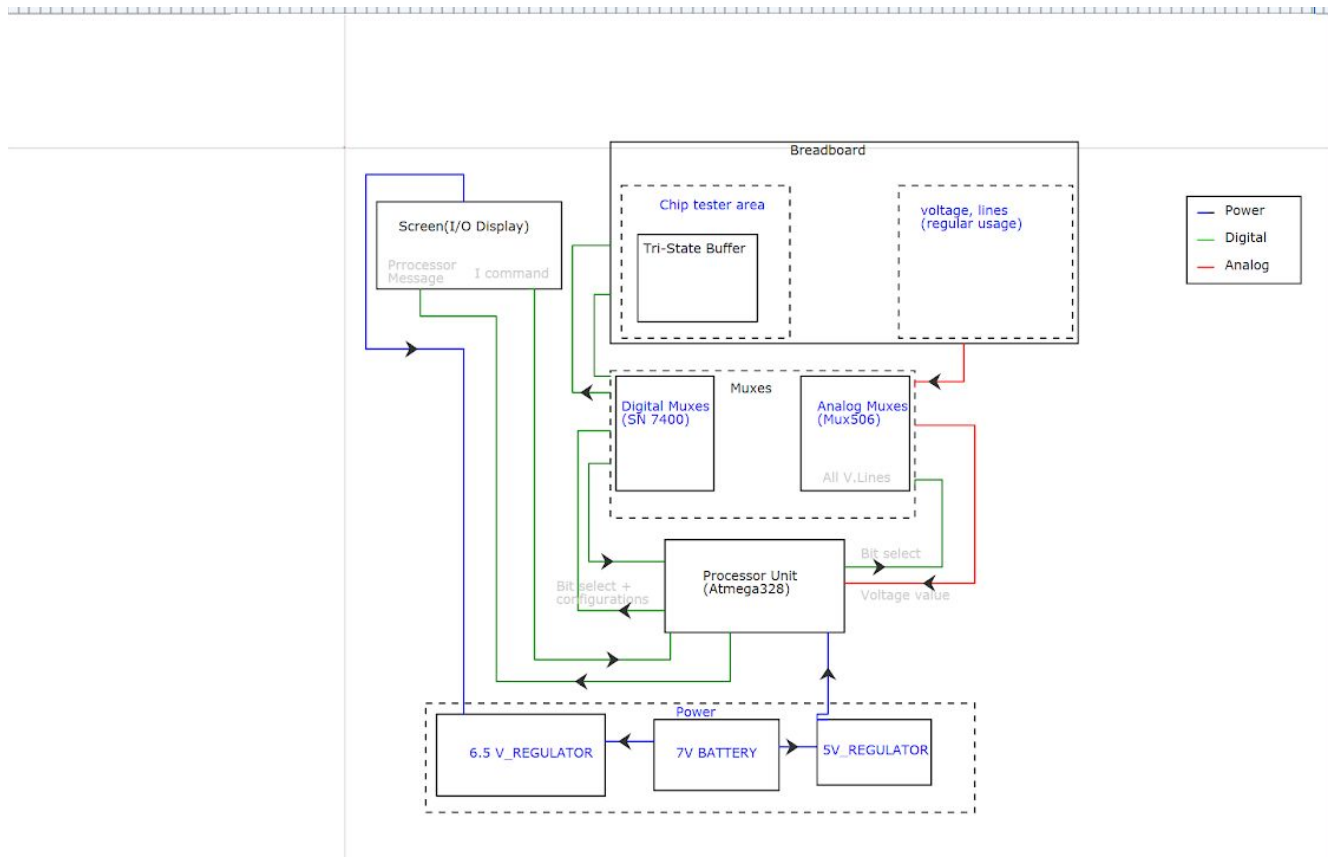 Breadboard
Chip tester area
Tri-State Buffer
voltage, lines
(regular usage)
Power
Digital
Analog
Screen(I/O Display)
Prrocessor
Message
I command
Muxes
Digital Muxes
(SN 7400)
Analog Muxes
(Mux506)
All V.Lines
Processor Unit
(Atmega328)
Bit select
Voltage value
Bit select +
configurations
Power
6.5 V_REGULATOR
7V BATTERY
5V_REGULATOR